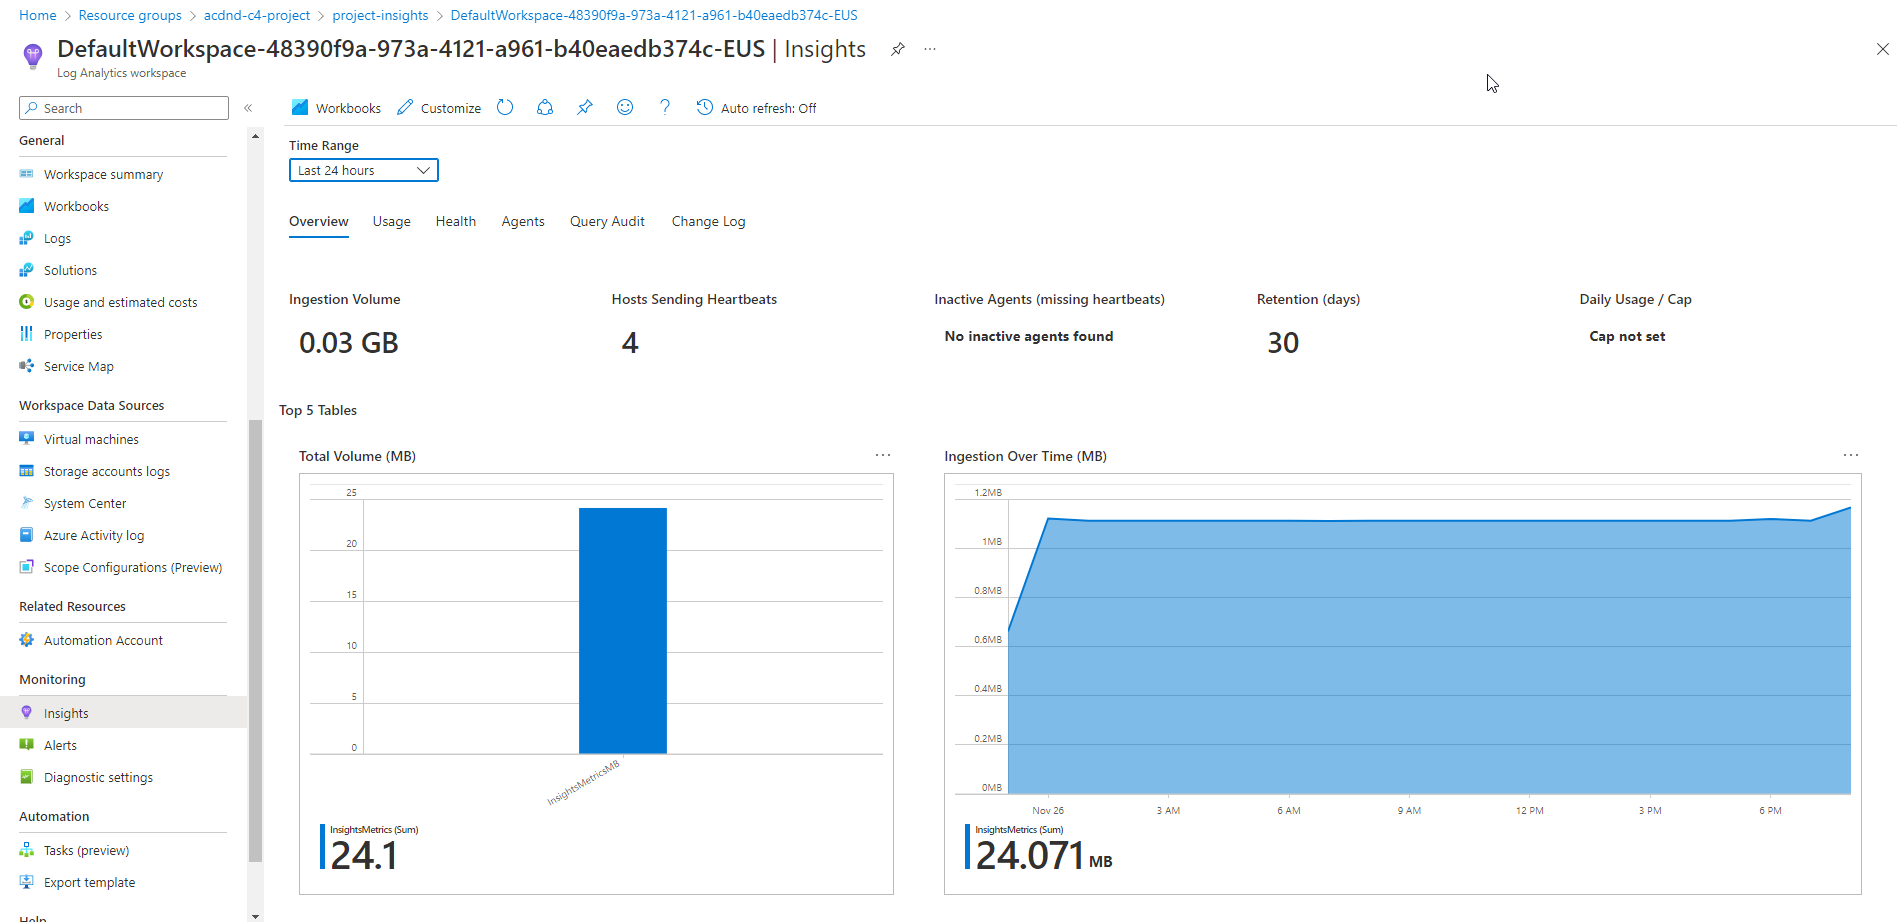 Home > Resource groups > acdnd-c4-project > project-insights > DefaultWorkspace-48390f9a-973a-4121-a961-b40eaedb374c-EUS
DefaultWorkspace-48390f9a-973a-4121-a961-b40eaedb374c-EUS | Insights
Log Analytics workspace
Search
«
General
Workspace summary
Workbooks
Logs
Solutions
Usage and estimated costs
Properties
Service Map
Workspace Data Sources
Virtual machines
Storage accounts logs
System Center
Azure Activity log
Scope Configurations (Preview)
Related Resources
Automation Account
Monitoring
Insights
Alerts
Diagnostic settings
Automation
Tasks (preview)
Export template
Help
Workbooks Customize ? Auto refresh: Off
Time Range
Last 24 hours
Overview Usage Health Agents Query Audit Change Log
Ingestion Volume Hosts Sending Heartbeats Inactive Agents (missing heartbeats) Retention (days) Daily Usage / Cap
0.03 GB 4 No inactive agents found 30 Cap not set
Top 5 Tables
Total Volume (MB)
25
20
15
10
5
0
InsightsMetricsMB
InsightsMetrics (Sum)
24.1
Ingestion Over Time (MB)
1.2MB
1MB
0.8MB
0.6MB
0.4MB
0.2MB
0MB
Nov 26 3 AM 6 AM 9 AM 12 PM 3 PM 6 PM
InsightsMetrics (Sum)
24.071 MB